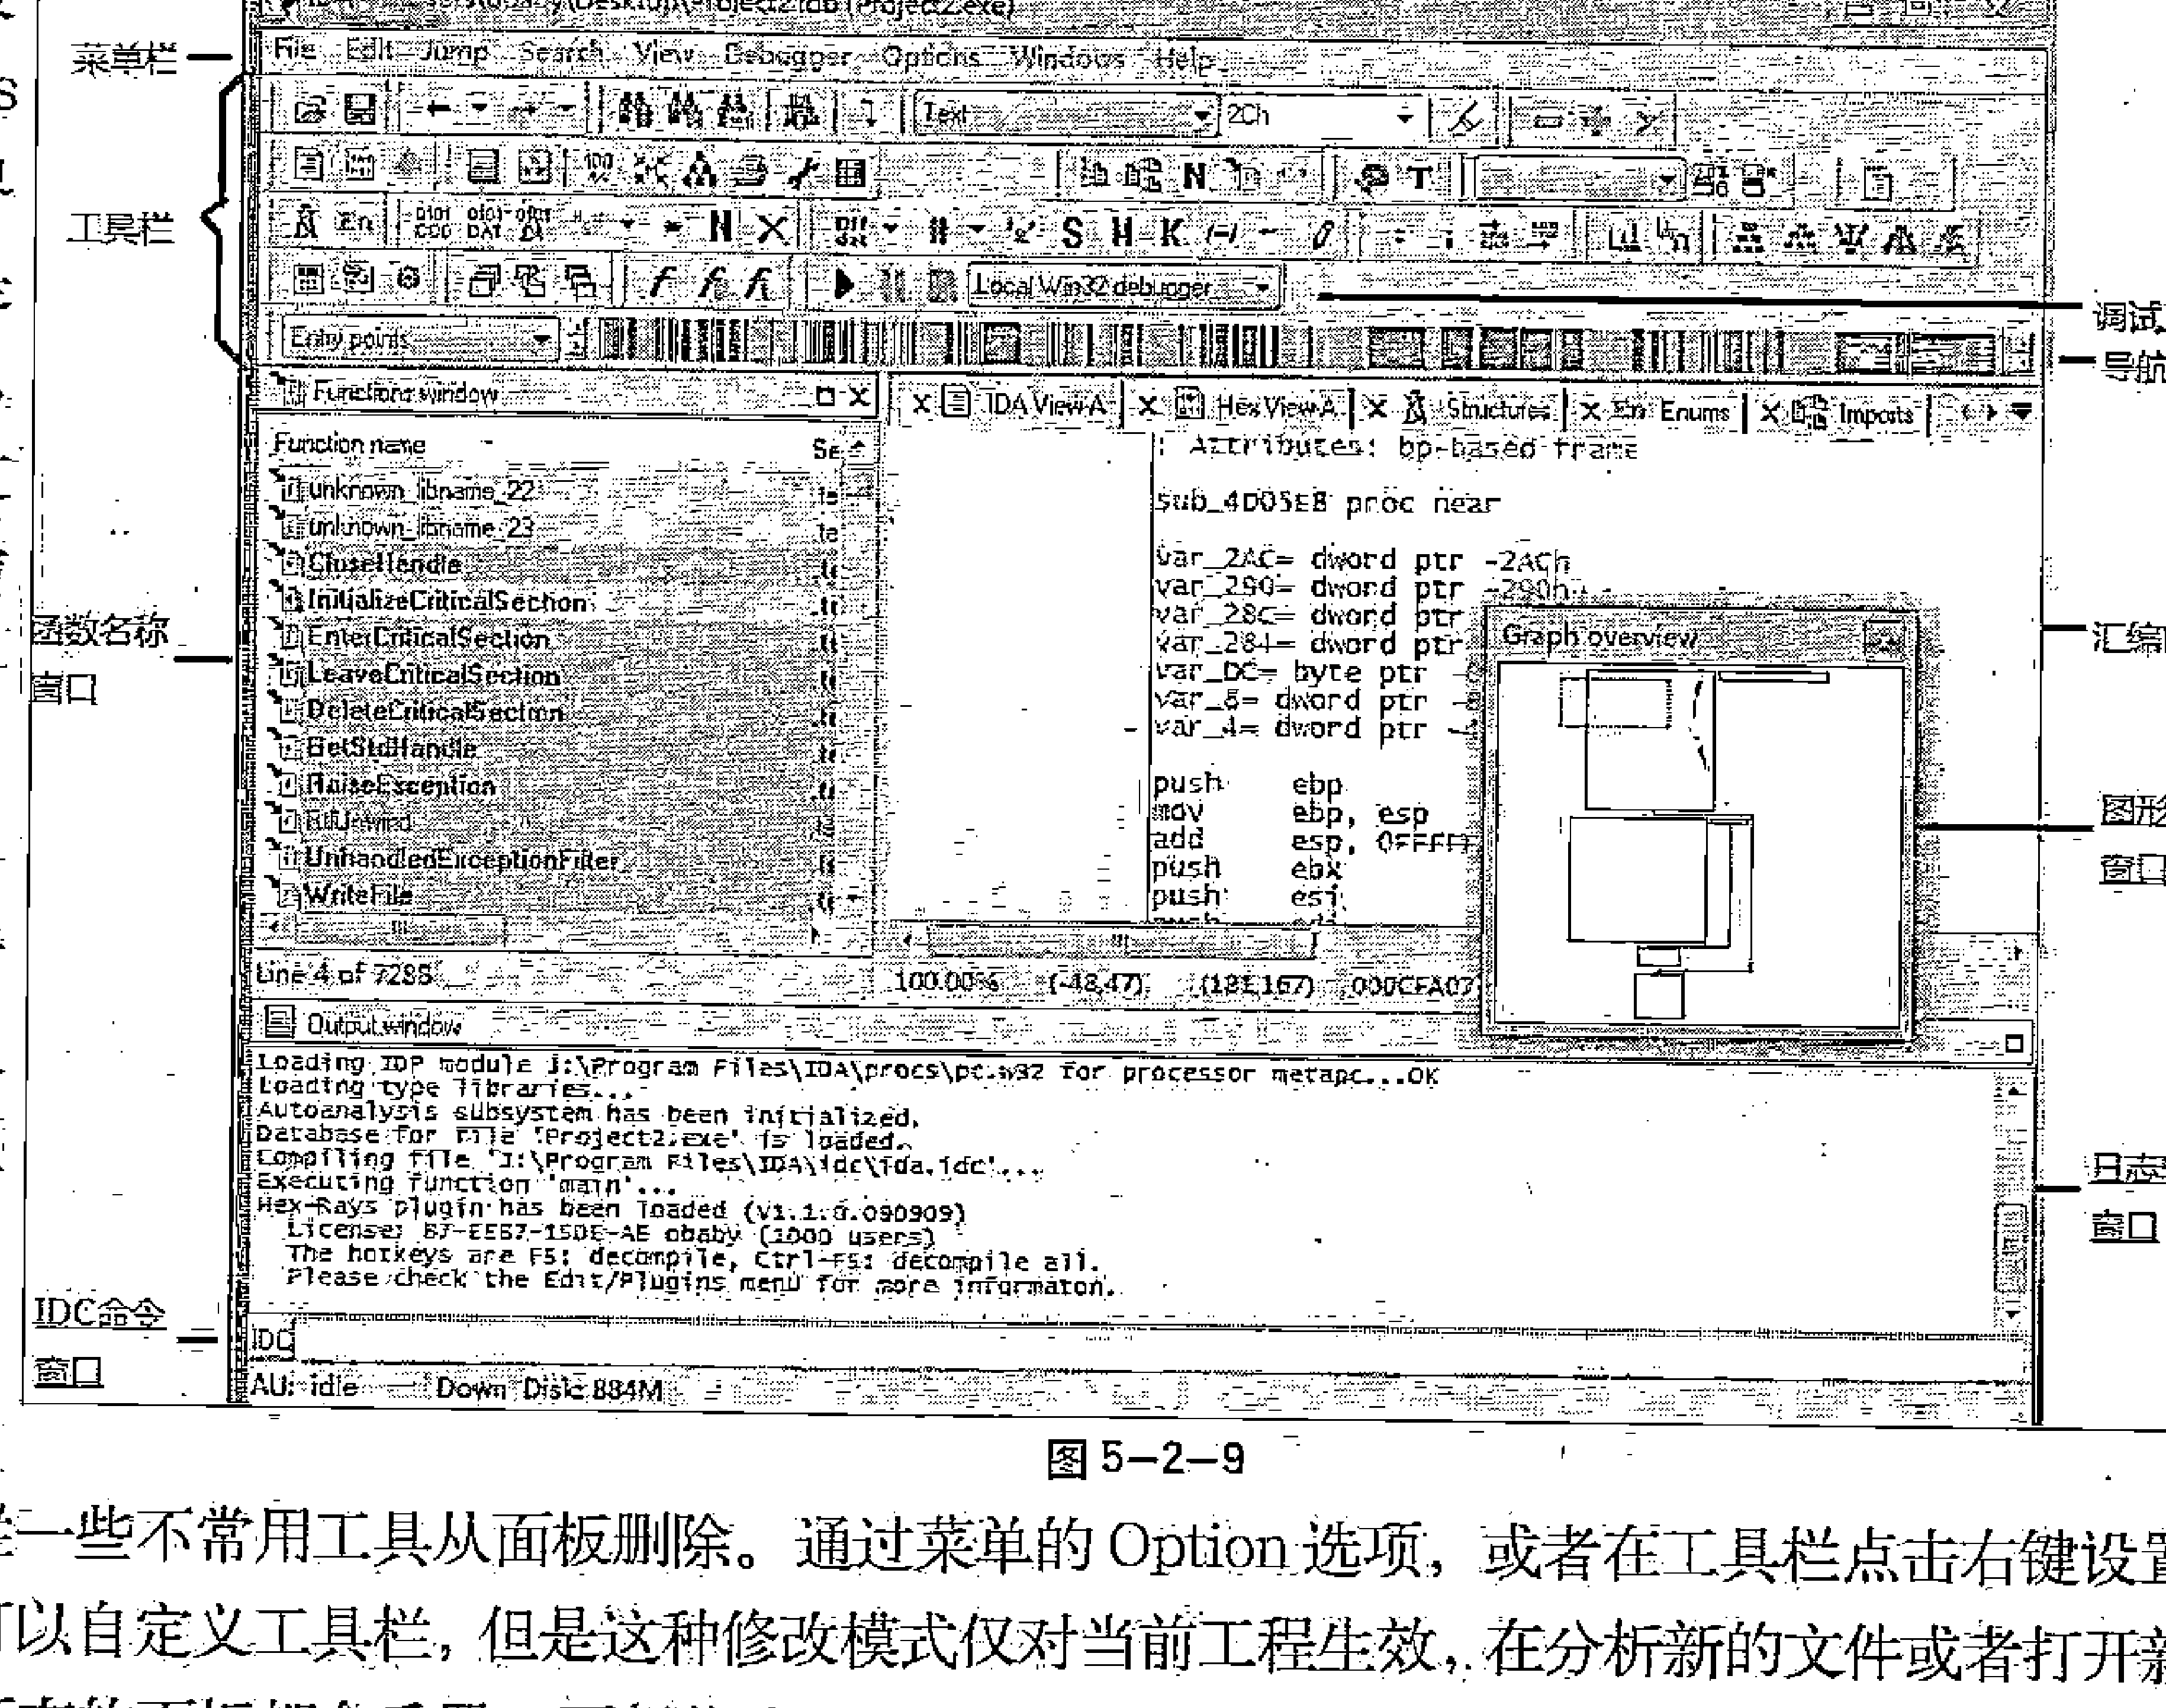 菜单栏
File Edit Jump Search View Debugger Options Windows Help
Text
2Ch
工具栏
Local Win32 debugger
调试
Entry points
导航
Functions window
IDA View-A
Hex View-A
Structures
Enums
Imports
Function name
unknown_libname_22
unknown_libname_23
CloseHandle
InitializeCriticalSection
EnterCriticalSection
LeaveCriticalSection
DeleteCriticalSection
GetStdHandle
RaiseException
RtlUnwind
UnhandledExceptionFilter
WriteFile
函数名称
窗口
; Attributes: bp-based frame
sub_4D05E8 proc near
var_2AC= dword ptr -2ACh
var_290= dword ptr -290h
var_28C= dword ptr
var_284= dword ptr
var_DC= byte ptr
var_8= dword ptr
var_4= dword ptr
push ebp
mov ebp, esp
add esp,
push ebx
push esi
Graph overview
汇编
图形
窗口
Line 4 of 7288
100.00%
Output window
Loading IDP module J:\Program Files\IDA\procs\pc.w32 for processor metapc...OK
Loading type libraries...
Autoanalysis subsystem has been initialized.
Database for file 'Project2.exe' is loaded.
Compiling file 'J:\Program Files\IDA\idc\ida.idc'...
Executing function 'main'...
Hex-Rays plugin has been loaded (v1.1.0.090909)
The hotkeys are F5: decompile, Ctrl-F5: decompile all.
Please check the Edit/Plugins menu for more informaton.
日志
窗口
IDC命令
窗口
IDC
AU: idle Down Disk: 884M
图 5-2-9
一些不常用工具从面板删除。通过菜单的 Option 选项，或者在工具栏点击右键设置
可以自定义工具栏，但是这种修改模式仅对当前工程生效，在分析新的文件或者打开新